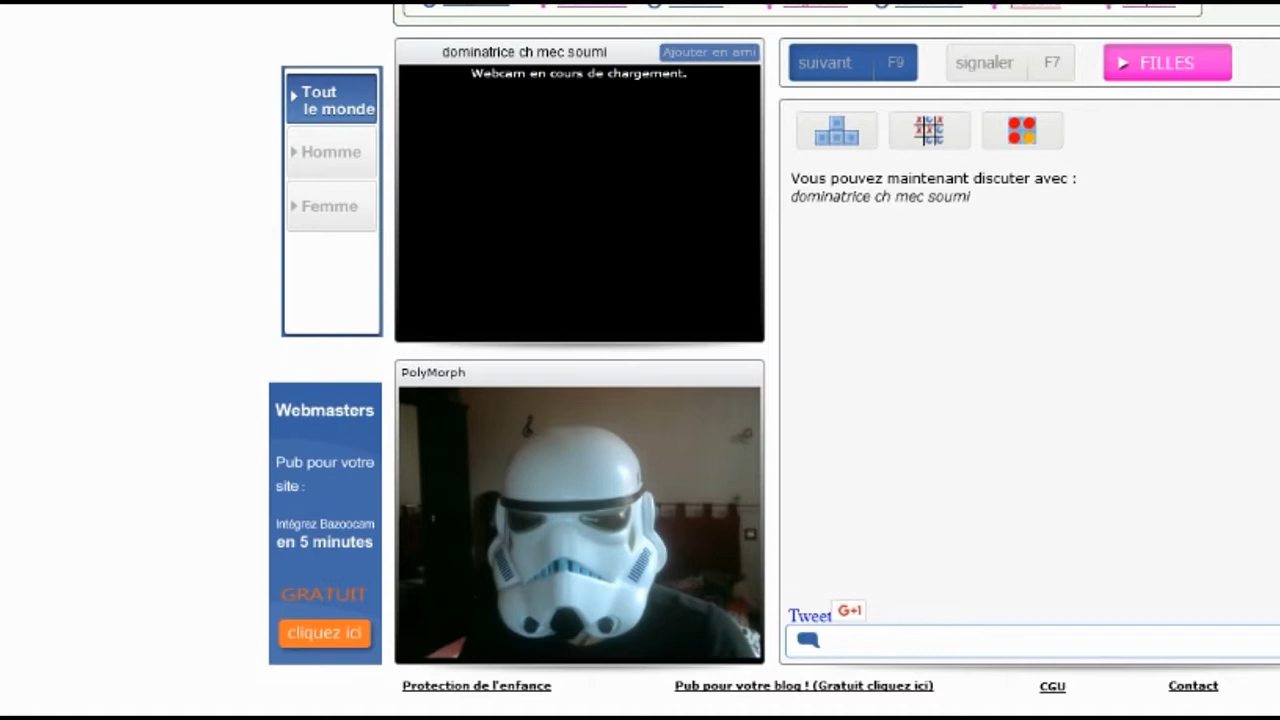 dominatrice ch mec soumi
Ajouter en ami
Webcam en cours de chargement.
suivant F9
signaler F7
FILLES
Tout
le monde
Homme
Femme
Vous pouvez maintenant discuter avec :
dominatrice ch mec soumi
PolyMorph
Webmasters
Pub pour votre
site :
Intégrez Bazoocam
en 5 minutes
GRATUIT
cliquez ici
Tweet
G+1
Protection de l'enfance
Pub pour votre blog ! (Gratuit cliquez ici)
CGU
Contact